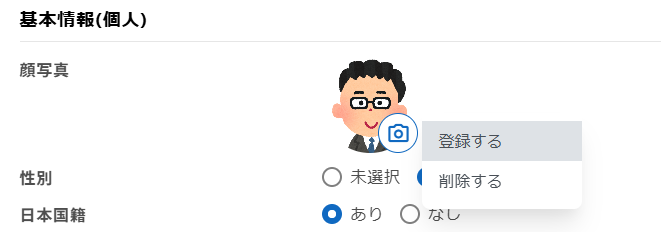 基本情報(個人)
顔写真
登録する
削除する
性別
未選択
日本国籍
あり
なし